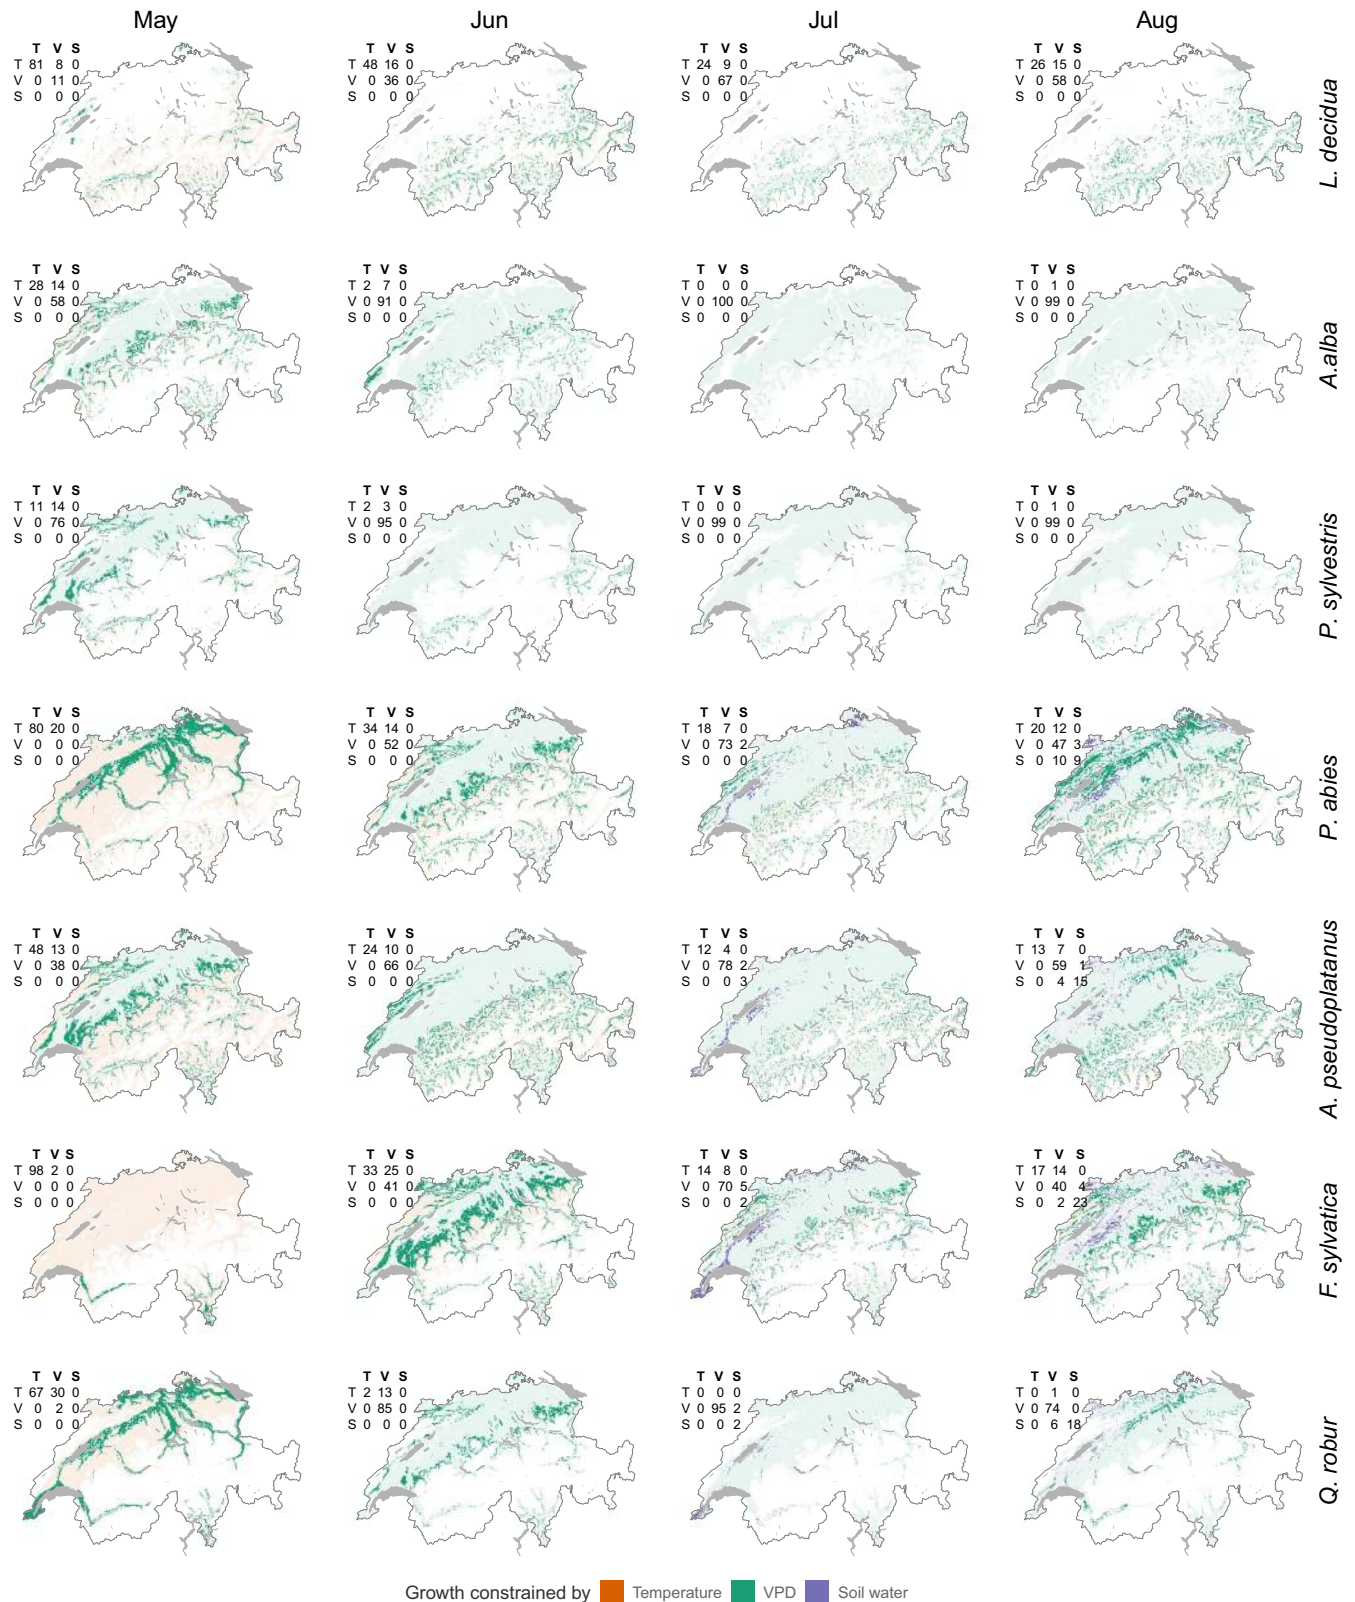 May Jun Jul Aug
T V S T V S T V S T V S
T 81 8 0 T 48 16 0 T 24 9 0 T 26 15 0
V 0 11 0 V 0 36 0 V 0 67 0 V 0 58 0
S 0 0 0 S 0 0 0 S 0 0 0 S 0 0 0
L. decidua
T V S T V S T V S T V S
T 28 14 0 T 2 7 0 T 0 0 0 T 0 1 0
V 0 58 0 V 0 91 0 V 0 100 0 V 0 99 0
S 0 0 0 S 0 0 0 S 0 0 0 S 0 0 0
A.alba
T V S T V S T V S T V S
T 11 14 0 T 2 3 0 T 0 0 0 T 0 1 0
V 0 76 0 V 0 95 0 V 0 99 0 V 0 99 0
S 0 0 0 S 0 0 0 S 0 0 0 S 0 0 0
P. sylvestris
T V S T V S T V S T V S
T 80 20 0 T 34 14 0 T 18 7 0 T 20 12 0
V 0 0 0 V 0 52 0 V 0 73 2 V 0 47 3
S 0 0 0 S 0 0 0 S 0 0 0 S 0 10 9
P. abies
T V S T V S T V S T V S
T 48 13 0 T 24 10 0 T 12 4 0 T 13 7 0
V 0 38 0 V 0 66 0 V 0 78 2 V 0 59 1
S 0 0 0 S 0 0 0 S 0 0 3 S 0 4 15
A. pseudoplatanus
T V S T V S T V S T V S
T 98 2 0 T 33 25 0 T 14 8 0 T 17 14 0
V 0 0 0 V 0 41 0 V 0 70 5 V 0 40 4
S 0 0 0 S 0 0 0 S 0 0 2 S 0 2 23
F. sylvatica
T V S T V S T V S T V S
T 67 30 0 T 2 13 0 T 0 0 0 T 0 1 0
V 0 2 0 V 0 85 0 V 0 95 2 V 0 74 0
S 0 0 0 S 0 0 0 S 0 0 2 S 0 6 18
Q. robur
Growth constrained by Temperature VPD Soil water